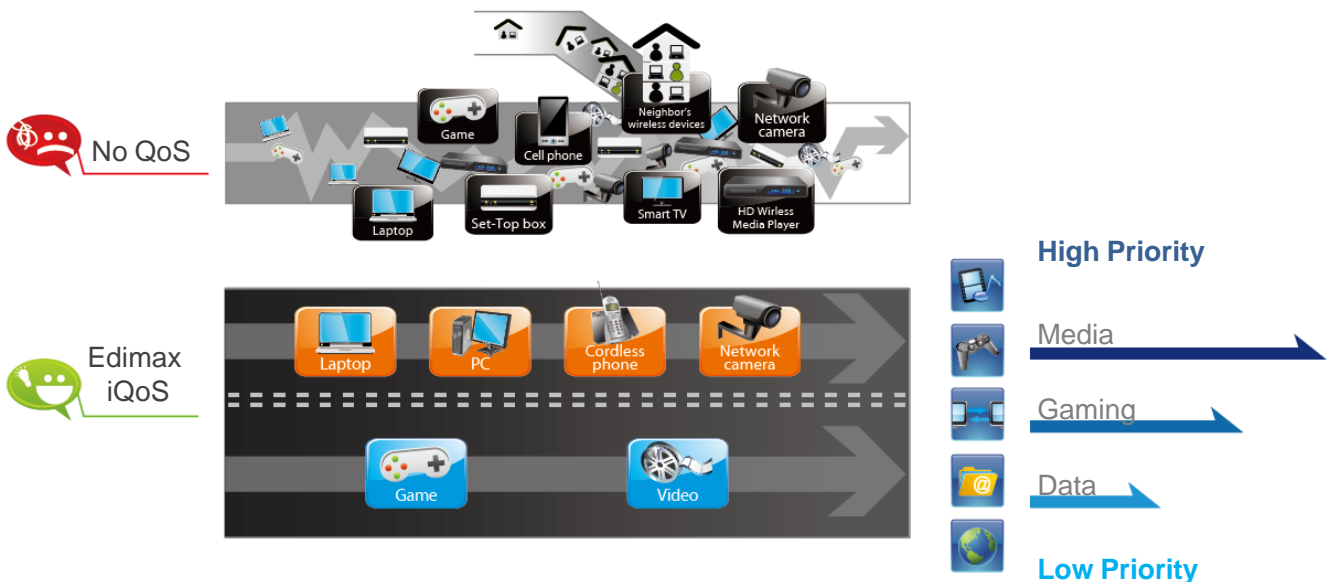 No QoS
Game
Cell phone
Neighbor's
wireless devices
Network
camera
Laptop
Set-Top box
Smart TV
HD Wirless
Media Player
Edimax
iQoS
Laptop
PC
Cordless
phone
Network
camera
Game
Video
High Priority
Media
Gaming
@
Data
Low Priority